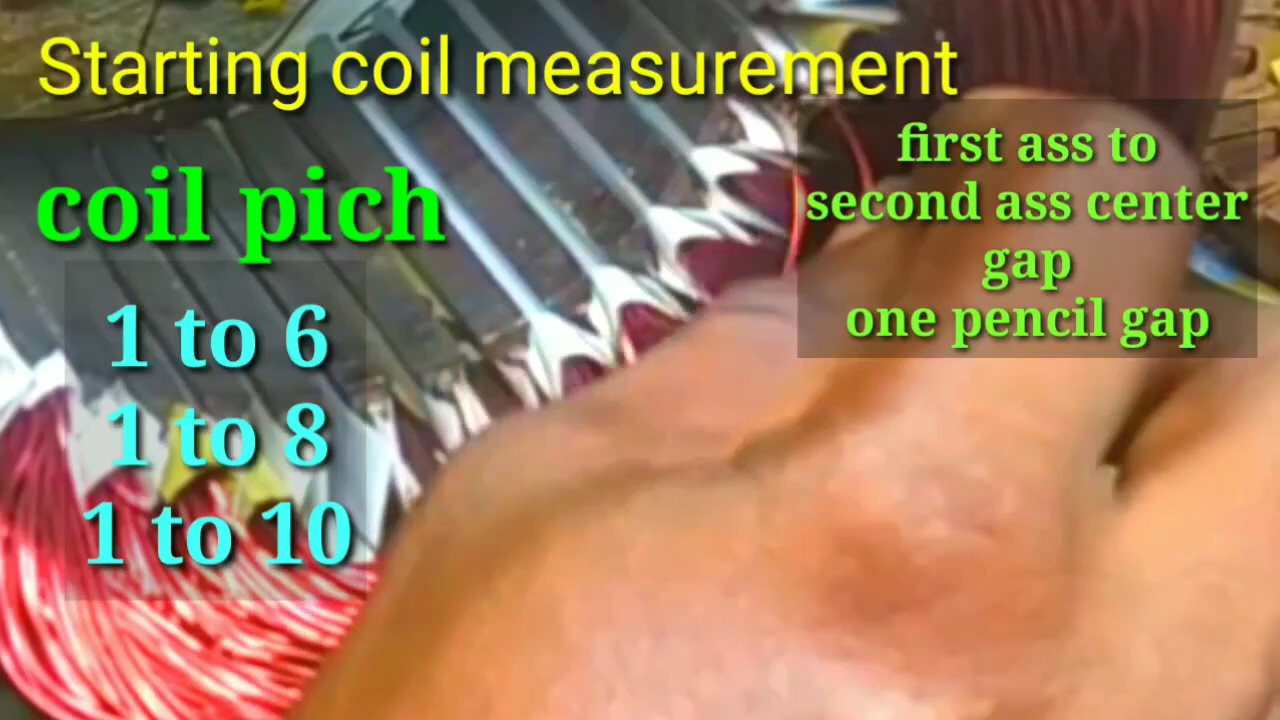 Starting coil measurement
coil pich
1 to 6
1 to 8
1 to 10
first ass to
second ass center
gap
one pencil gap